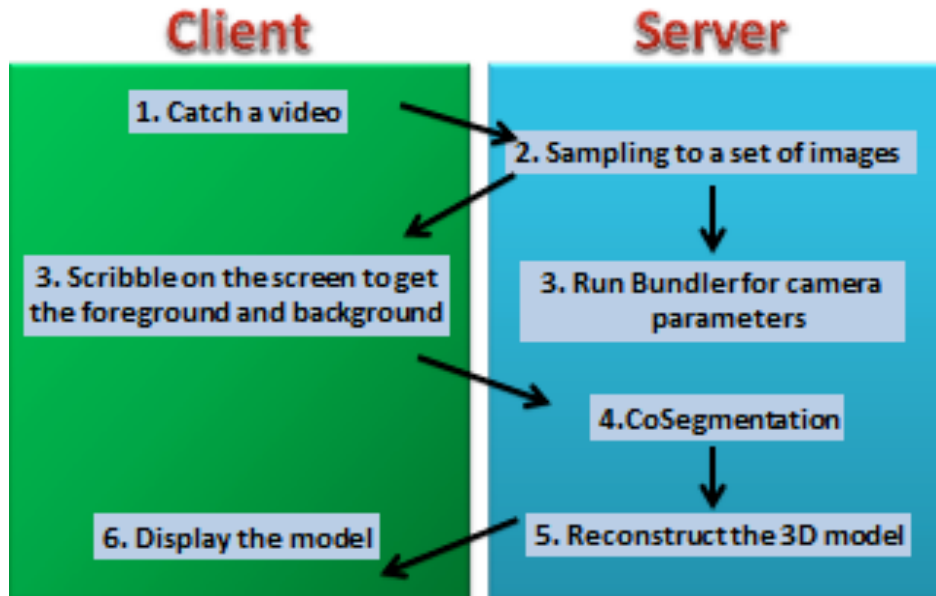 Client
Server
1. Catch a video
2. Sampling to a set of images
3. Scribble on the screen to get
the foreground and background
3. Run Bundler for camera
parameters
4.CoSegmentation
5. Reconstruct the 3D model
6. Display the model